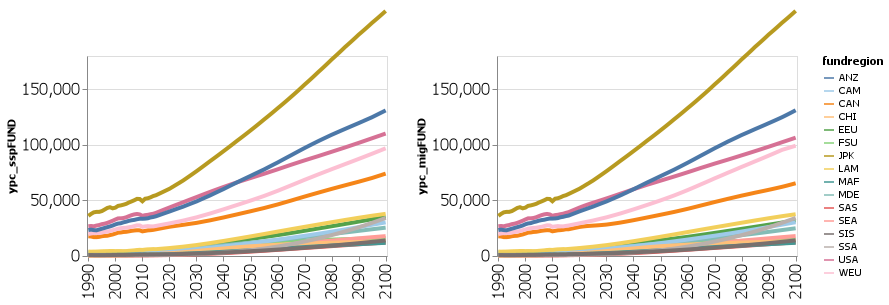 ypc_sspFUND
150,000
100,000
50,000
0
1990
2000
2010
2020
2030
2040
2050
2060
2070
2080
2090
2100
ypc_migFUND
150,000
100,000
50,000
0
1990
2000
2010
2020
2030
2040
2050
2060
2070
2080
2090
2100
fundregion
ANZ
CAM
CAN
CHI
EEU
FSU
JPK
LAM
MAF
MDE
SAS
SEA
SIS
SSA
USA
WEU